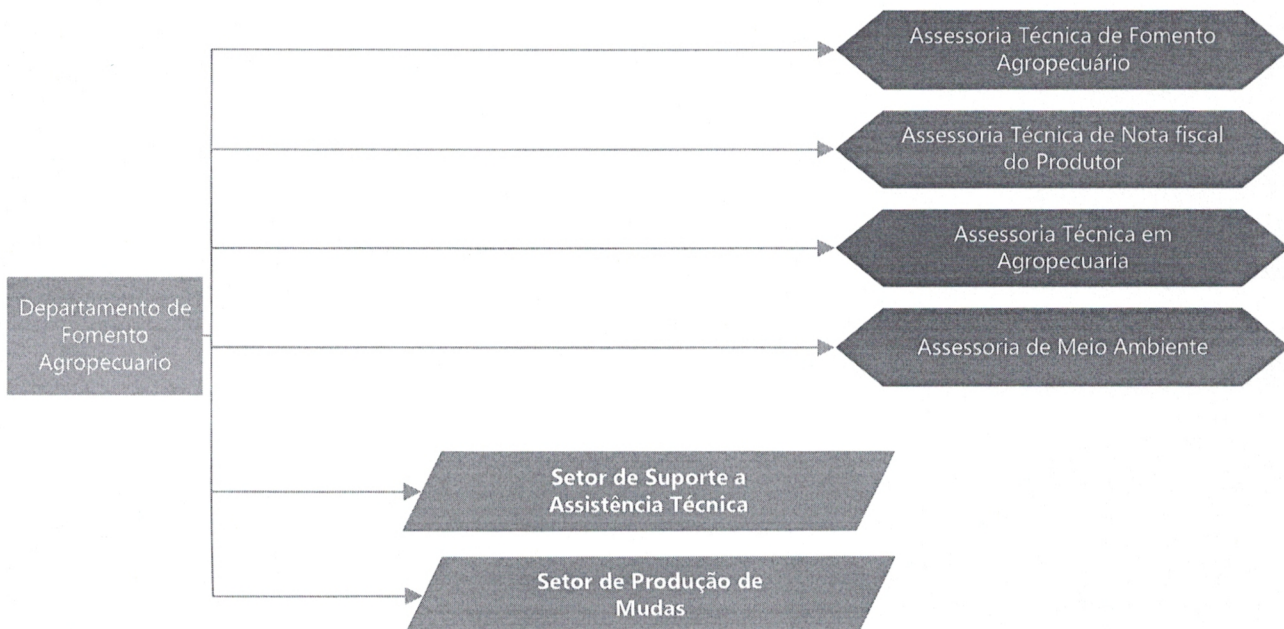 Assessoria Técnica de Fomento
Agropecuário
Assessoria Técnica de Nota fiscal
do Produtor
Assessoria Técnica em
Agropecuaria
Departamento de
Fomento
Agropecuario
Assessoria de Meio Ambiente
Setor de Suporte a
Assistência Técnica
Setor de Produção de
Mudas